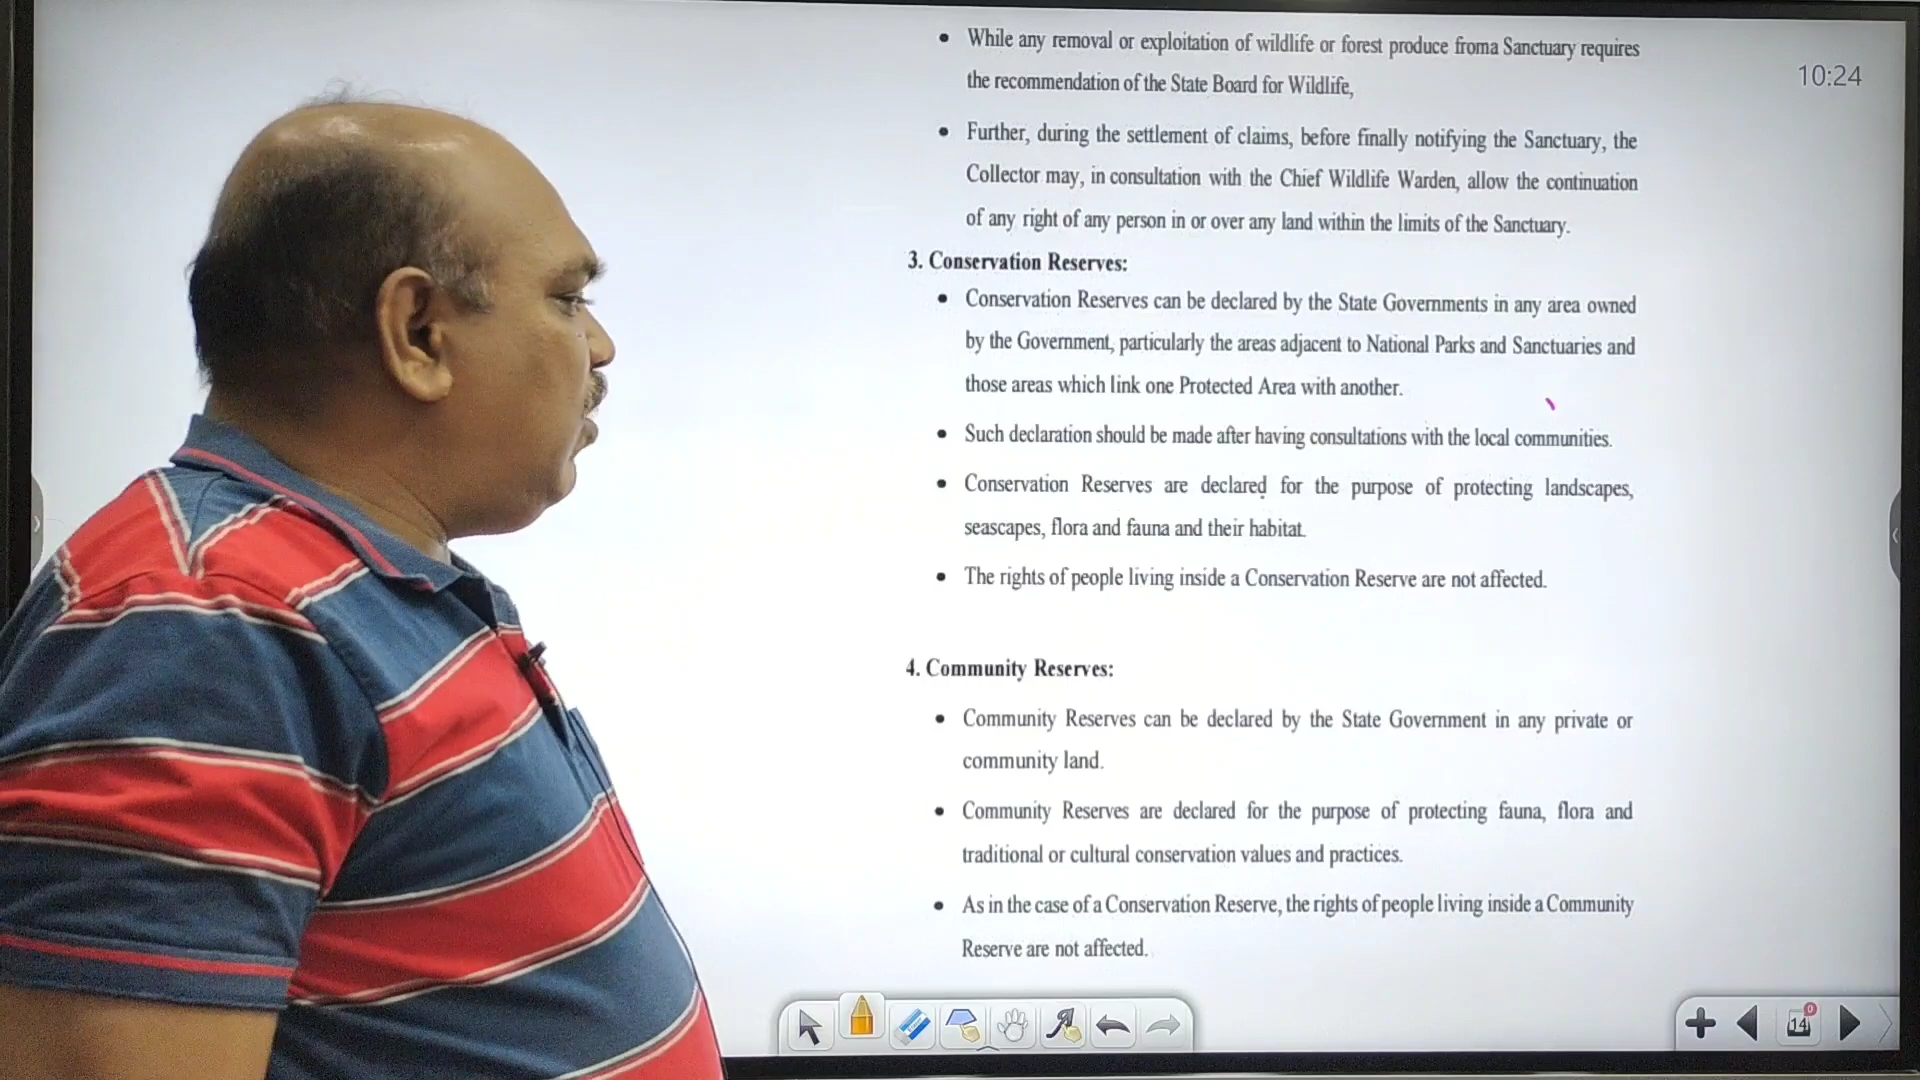 While any removal or exploitation of wildlife or forest produce froma Sanctuary requires
10:24
the recommendation of the State Board for Wildlife,
Further, during the settlement of claims, before finally notifying the Sanctuary, the
Collector may, in consultation with the Chief Wildlife Warden, allow the continuation
of any right of any person in or over any land within the limits of the Sanctuary.
3. Conservation Reserves:
Conservation Reserves can be declared by the State Governments in any area owned
by the Government, particularly the areas adjacent to National Parks and Sanctuaries and
those areas which link one Protected Area with another.
Such declaration should be made after having consultations with the local communities.
Conservation Reserves are declared for the purpose of protecting landscapes,
seascapes, flora and fauna and their habitat.
The rights of people living inside a Conservation Reserve are not affected.
4. Community Reserves:
Community Reserves can be declared by the State Government in any private or
community land.
Community Reserves are declared for the purpose of protecting fauna, flora and
traditional or cultural conservation values and practices.
As in the case of a Conservation Reserve, the rights of people living inside a Community
Reserve are not affected.
14
0